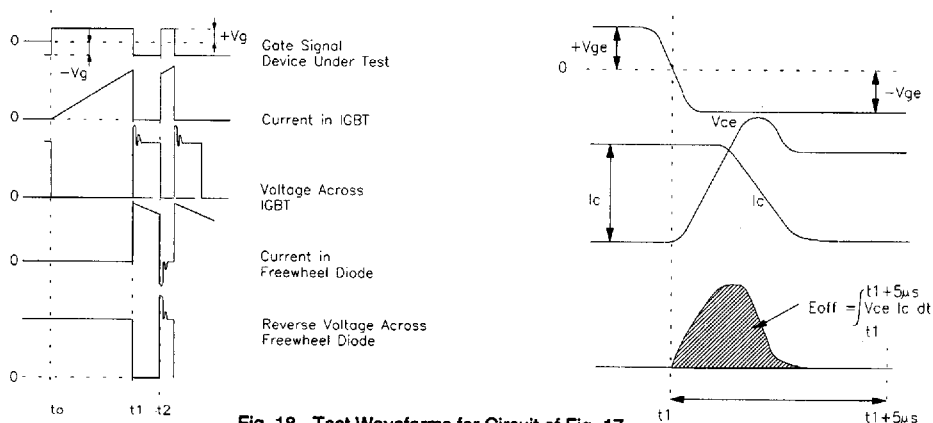 0
+Vg
-Vg
Gate Signal
Device Under Test
0
Current in IGBT
0
Voltage Across
IGBT
0
Current in
Freewheel Diode
Reverse Voltage Across
Freewheel Diode
0
to
t1
t2
+Vge
0
-Vge
Vce
Ic
Ic
Eoff = ∫ t1+5μs
Vce Ic dt
t1
t1
t1+5μs
Fig. 18 - Test Waveforms for Circuit of Fig. 17